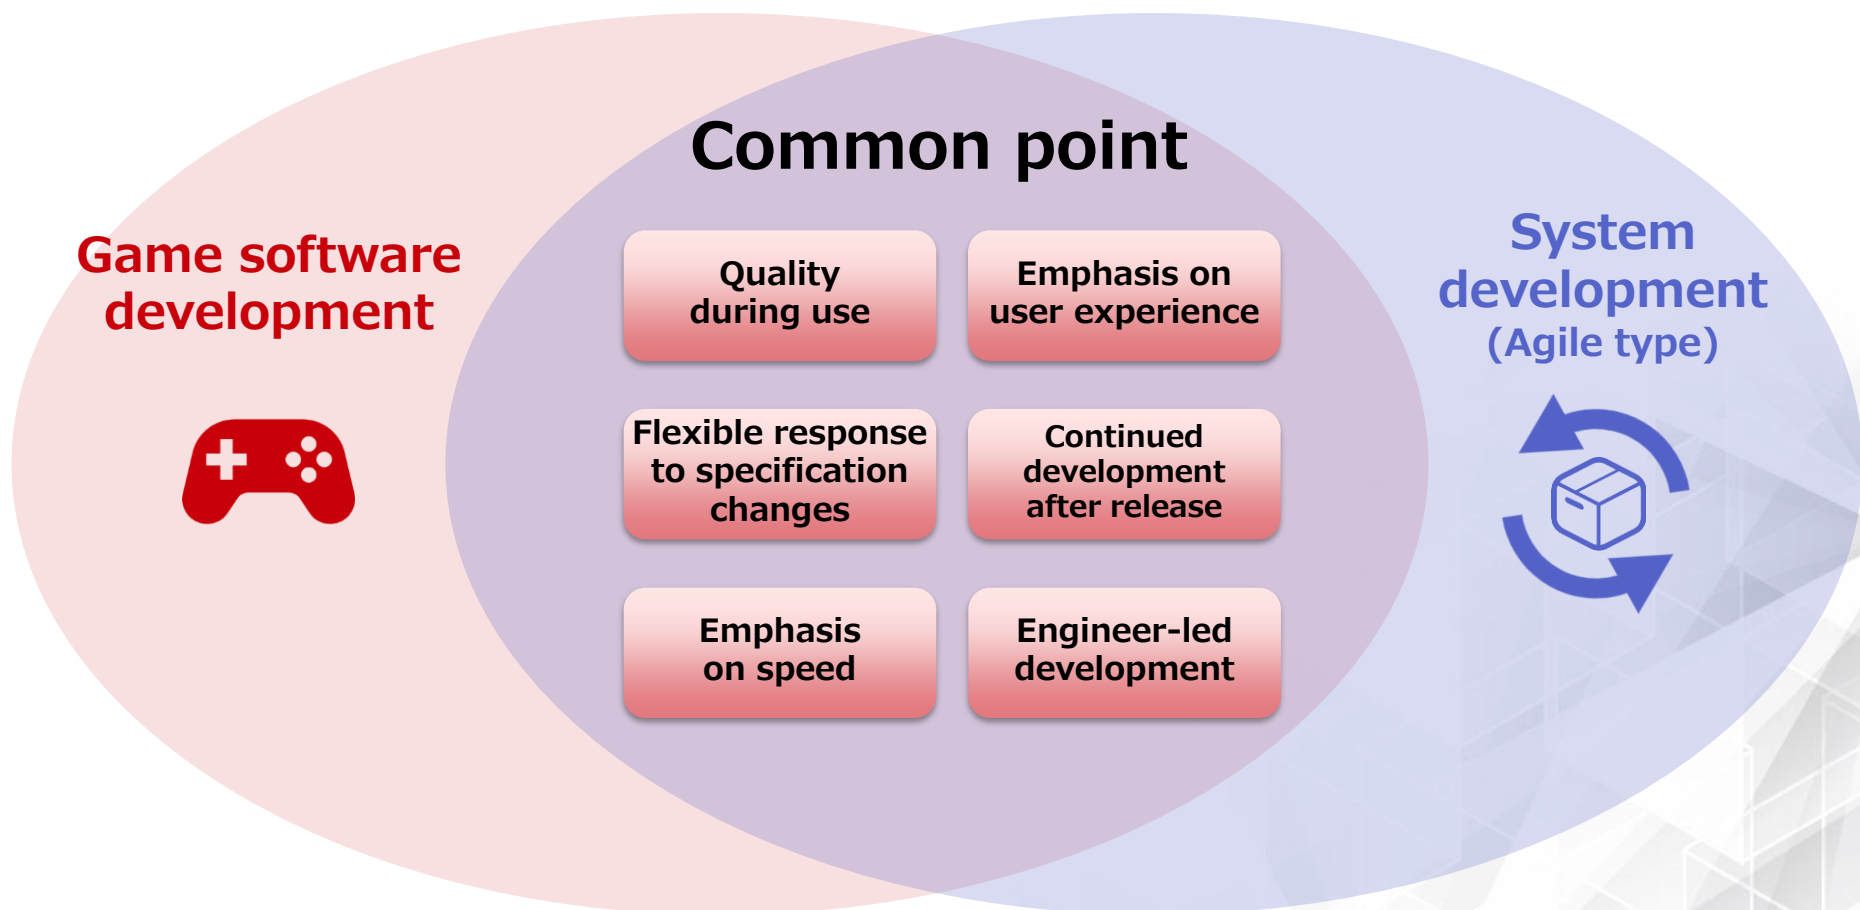 Common point
Game software
development
Quality
during use
Emphasis on
user experience
Flexible response
to specification
changes
Continued
development
after release
Emphasis
on speed
Engineer-led
development
System
development
(Agile type)